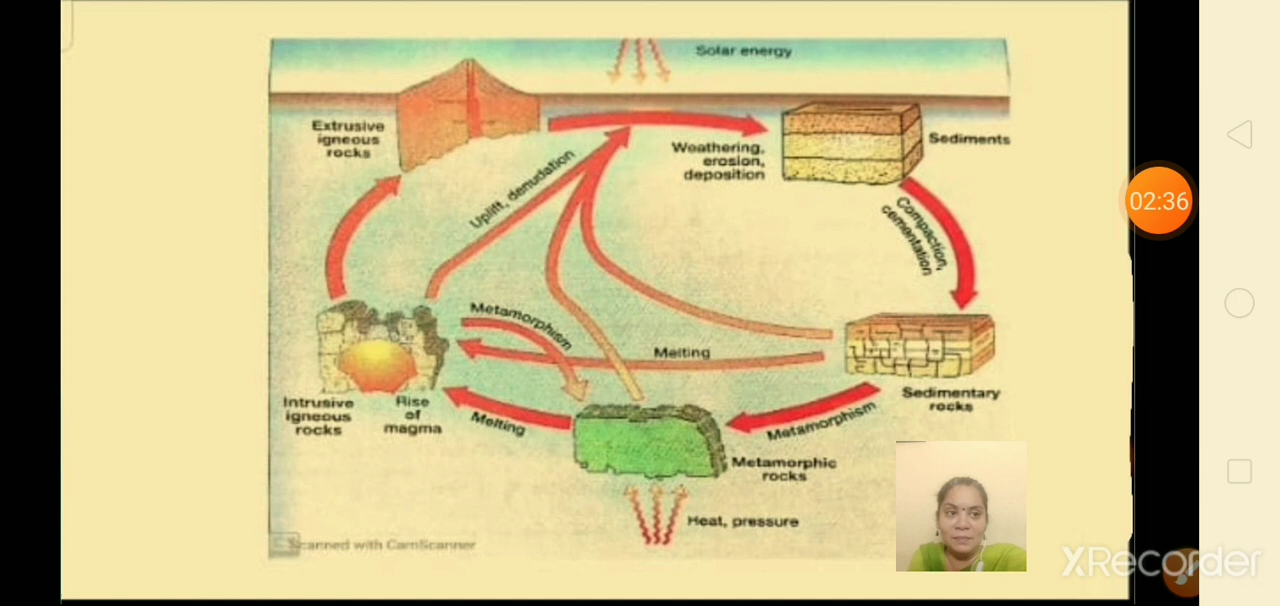 Solar energy
Extrusive
igneous
rocks
Weathering,
erosion,
deposition
Sediments
02:36
Uplift, denudation
Compaction,
cementation
Metamorphism
Melting
Sedimentary
rocks
Intrusive
igneous
rocks
Rise
of
magma
Melting
Metamorphism
Metamorphic
rocks
Heat, pressure
Scanned with CamScanner
XRecorder